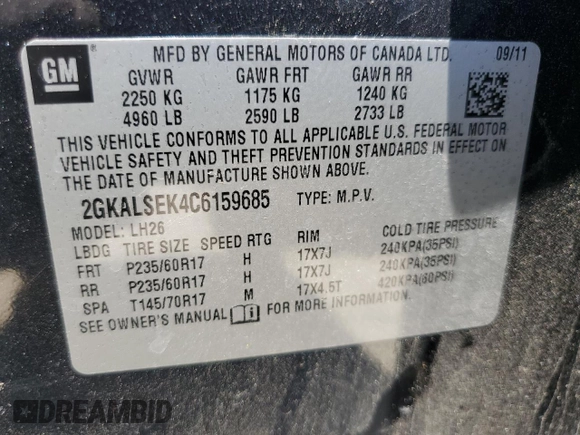 GM
MFD BY GENERAL MOTORS OF CANADA LTD. 09/11
GVWR GAWR FRT GAWR RR
2250 KG 1175 KG 1240 KG
4960 LB 2590 LB 2733 LB
THIS VEHICLE CONFORMS TO ALL APPLICABLE U.S. FEDERAL MOTOR
VEHICLE SAFETY AND THEFT PREVENTION STANDARDS IN EFFECT ON
THE DATE OF MANUFACTURE SHOWN ABOVE.
2GKALSEK4C6159685 TYPE: M.P.V.
MODEL: LH26
LBDG TIRE SIZE SPEED RTG RIM COLD TIRE PRESSURE
FRT P235/60R17 H 17X7J 240KPA(35PSI)
RR P235/60R17 H 17X7J 240KPA(35PSI)
SPA T145/70R17 M 17X4.5T 420KPA(60PSI)
SEE OWNER'S MANUAL FOR MORE INFORMATION.
DREAMBID